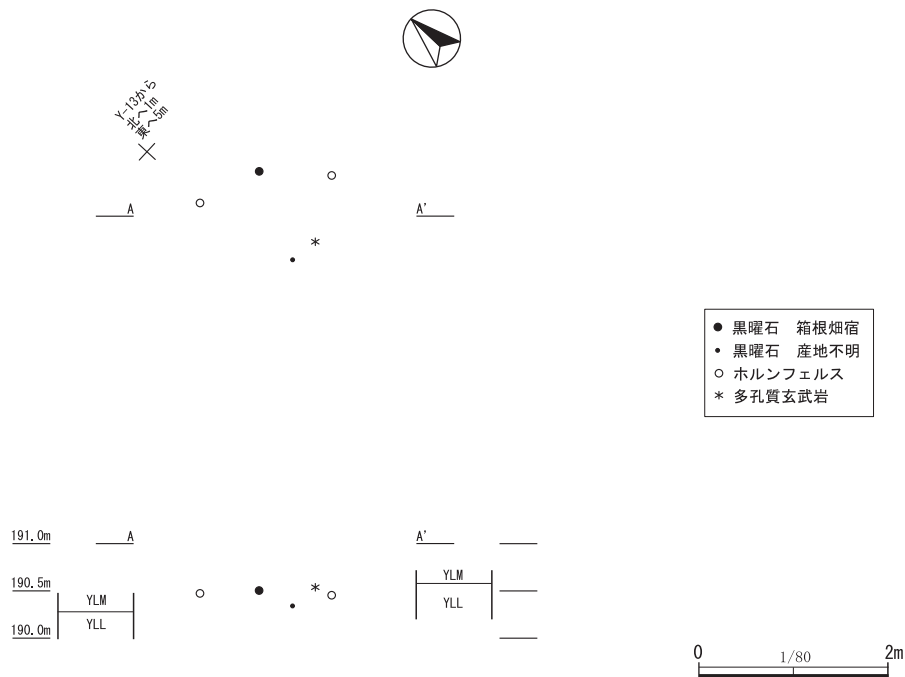 Y-13から
北へ1m
東へ5m
A
A'
黒曜石　箱根畑宿
黒曜石　産地不明
ホルンフェルス
多孔質玄武岩
191.0m
A
A'
190.5m
YLM
YLL
YLM
YLL
190.0m
0
1/80
2m